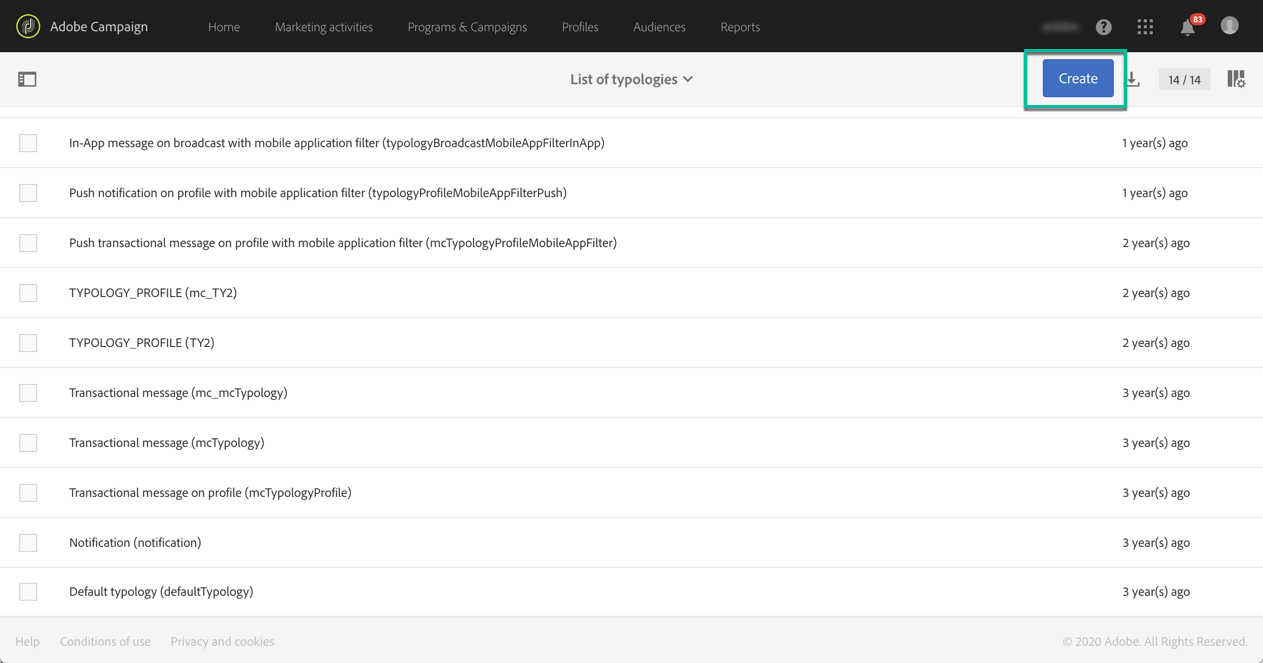 Adobe Campaign Home Marketing activities Programs & Campaigns Profiles Audiences Reports 83
List of typologies Create 14 / 14
In-App message on broadcast with mobile application filter (typologyBroadcastMobileAppFilterInApp) 1 year(s) ago
Push notification on profile with mobile application filter (typologyProfileMobileAppFilterPush) 1 year(s) ago
Push transactional message on profile with mobile application filter (mcTypologyProfileMobileAppFilter) 2 year(s) ago
TYPOLOGY_PROFILE (mc_TY2) 2 year(s) ago
TYPOLOGY_PROFILE (TY2) 2 year(s) ago
Transactional message (mc_mcTypology) 3 year(s) ago
Transactional message (mcTypology) 3 year(s) ago
Transactional message on profile (mcTypologyProfile) 3 year(s) ago
Notification (notification) 3 year(s) ago
Default typology (defaultTypology) 3 year(s) ago
Help Conditions of use Privacy and cookies © 2020 Adobe. All Rights Reserved.